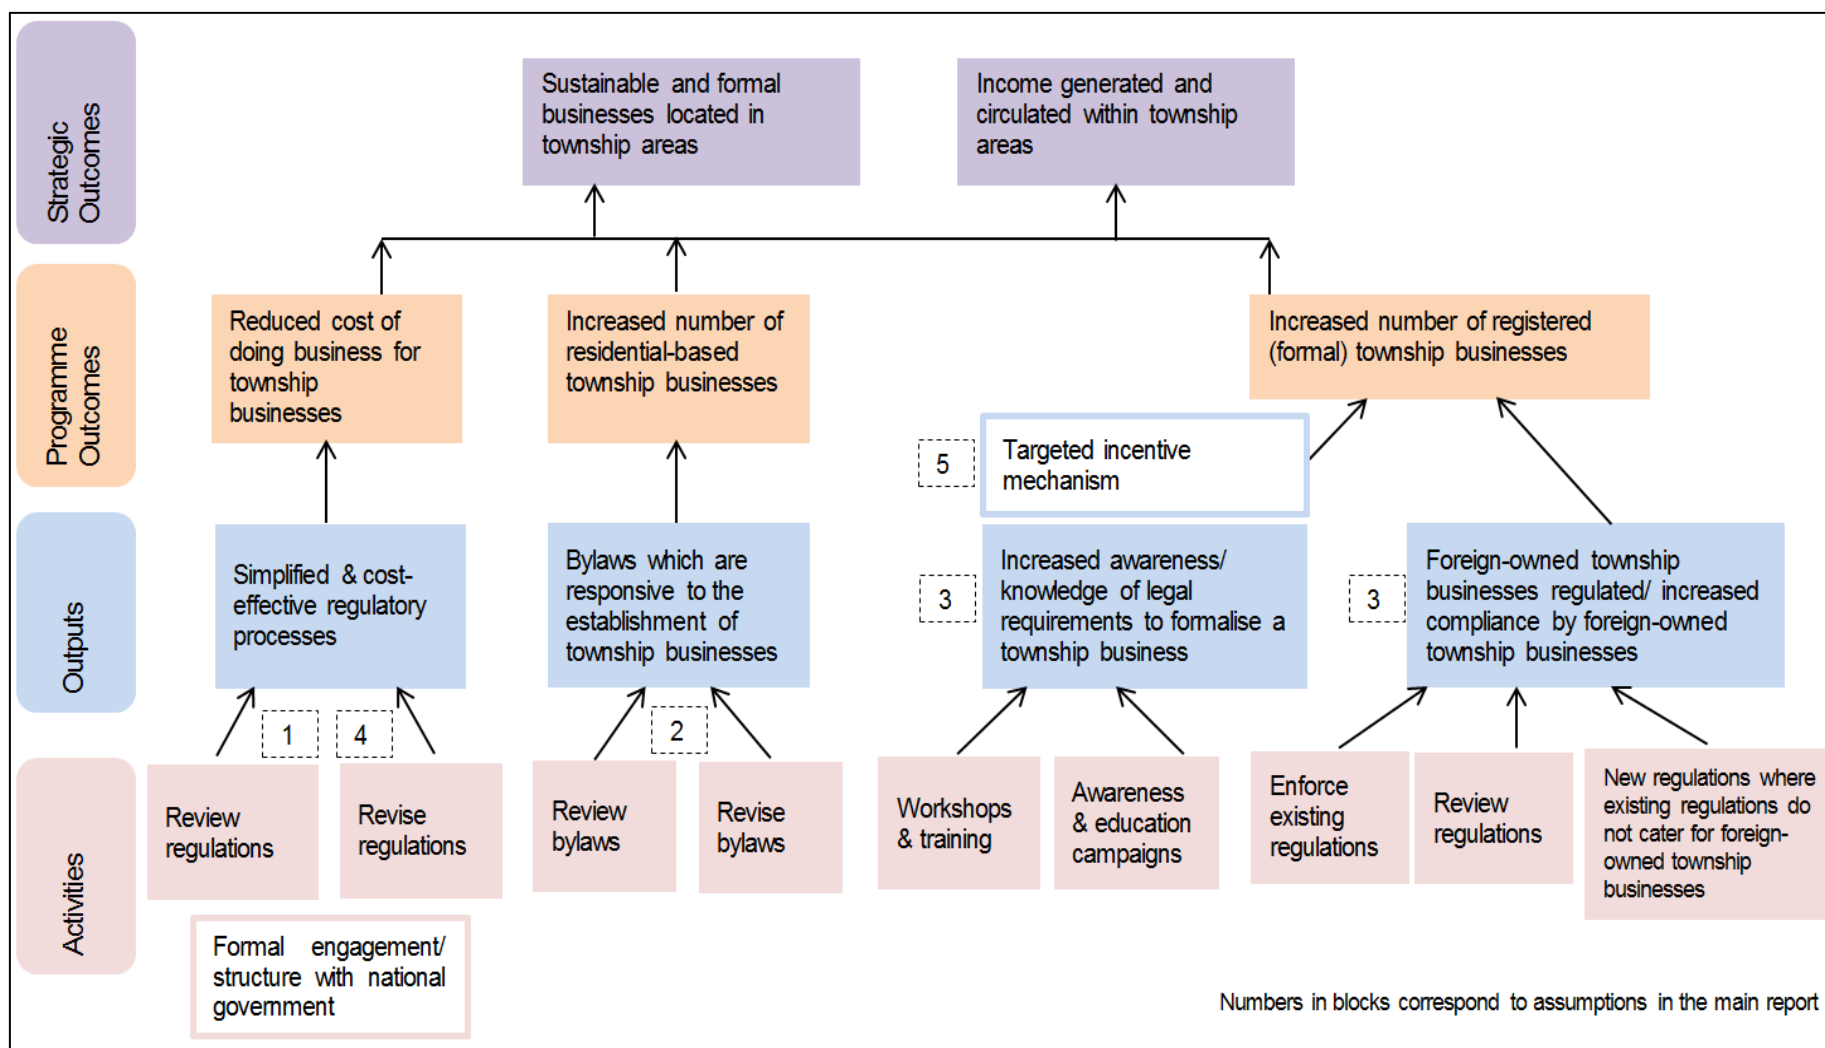 Strategic
Outcomes
Sustainable and formal
businesses located in
township areas
Income generated and
circulated within township
areas
Programme
Outcomes
Reduced cost of
doing business for
township
businesses
Increased number of
residential-based
township businesses
Increased number of registered
(formal) township businesses
5
Targeted incentive
mechanism
Outputs
Simplified & cost-
effective regulatory
processes
Bylaws which are
responsive to the
establishment of
township businesses
3
Increased awareness/
knowledge of legal
requirements to formalise a
township business
3
Foreign-owned township
businesses regulated/ increased
compliance by foreign-owned
township businesses
1
4
2
Activities
Review
regulations
Revise
regulations
Review
bylaws
Revise
bylaws
Workshops
& training
Awareness
& education
campaigns
Enforce
existing
regulations
Review
regulations
New regulations where
existing regulations do
not cater for foreign-
owned township
businesses
Formal engagement/
structure with national
government
Numbers in blocks correspond to assumptions in the main report